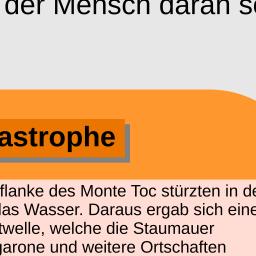 der Mensch daran s
astrophe
flanke des Monte Toc stürzten in de
das Wasser. Daraus ergab sich eine
twelle, welche die Staumauer
garone und weitere Ortschaften